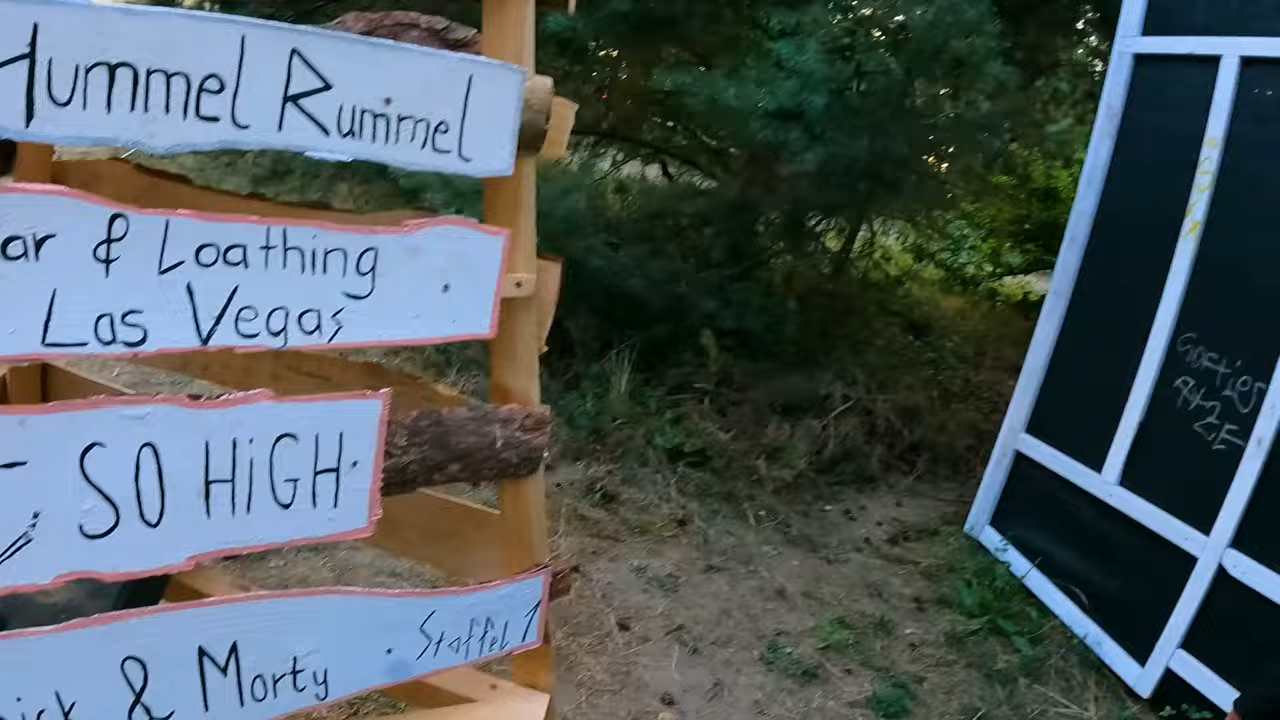 Hummel Rummel
ar & Loathing
Las Vegas
SO HiGH
ick & Morty
Staffel 1